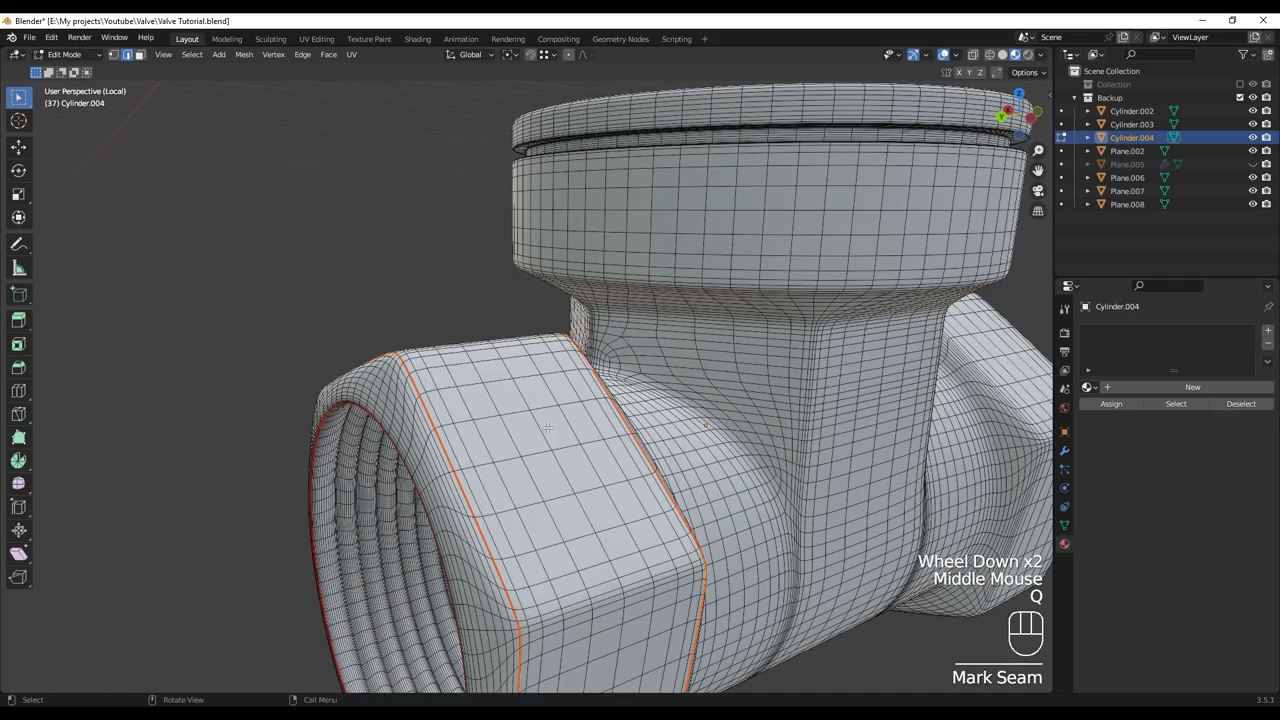 Blender* [E:\My projects\Youtube\Valve\Valve Tutorial.blend]
File Edit Render Window Help Layout Modeling Sculpting UV Editing Texture Paint Shading Animation Rendering Compositing Geometry Nodes Scripting + Scene ViewLayer
Edit Mode View Select Add Mesh Vertex Edge Face UV Global
X Y Z Options
Scene Collection
User Perspective (Local)
(37) Cylinder.004
Collection
Backup
Cylinder.002
Cylinder.003
Cylinder.004
Plane.002
Plane.005
Plane.006
Plane.007
Plane.008
Z
Y
Cylinder.004
New
Assign Select Deselect
Wheel Down x2
Middle Mouse
Q
Mark Seam
Select Rotate View Call Menu 3.5.1